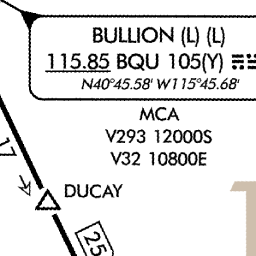 BULLION (L) (L)
115.85 BQU 105(Y)
N40°45.58' W115°45.68'
MCA
V293 12000S
V32 10800E
17
DUCAY
25